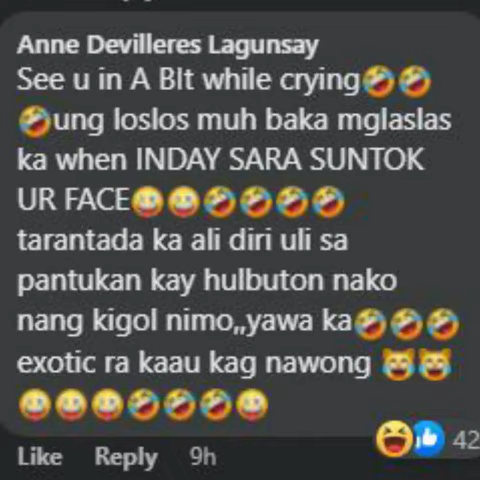 Anne Devilleres Lagunsay
See u in A BIt while crying🤣🤣
🤣ung loslos muh baka mglaslas
ka when INDAY SARA SUNTOK
UR FACE😀😀🤣🤣🤣🤣
tarantada ka ali diri uli sa
pantukan kay hulbuton nako
nang kigol nimo,,yawa ka🤣🤣🤣
exotic ra kaau kag nawong 😹😹
😀😀😀🤣🤣🤣😀
Like Reply 9h 42